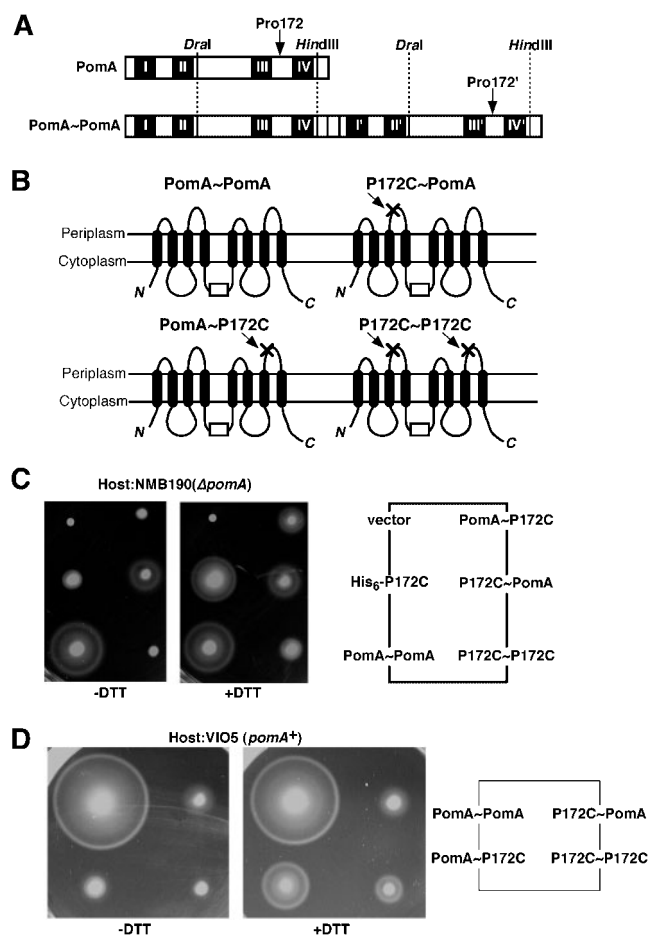 A
Pro172
DraI HindIII DraI HindIII
PomA I II III IV
Pro172'
PomA~PomA I II III IV I' II' III' IV'
B
PomA~PomA P172C~PomA
Periplasm
Cytoplasm
N C N C
PomA~P172C P172C~P172C
Periplasm
Cytoplasm
N C N C
C
Host:NMB190(ΔpomA)
vector PomA~P172C
His6-P172C P172C~PomA
PomA~PomA P172C~P172C
-DTT +DTT
D
Host:VIO5 (pomA+)
PomA~PomA P172C~PomA
PomA~P172C P172C~P172C
-DTT +DTT